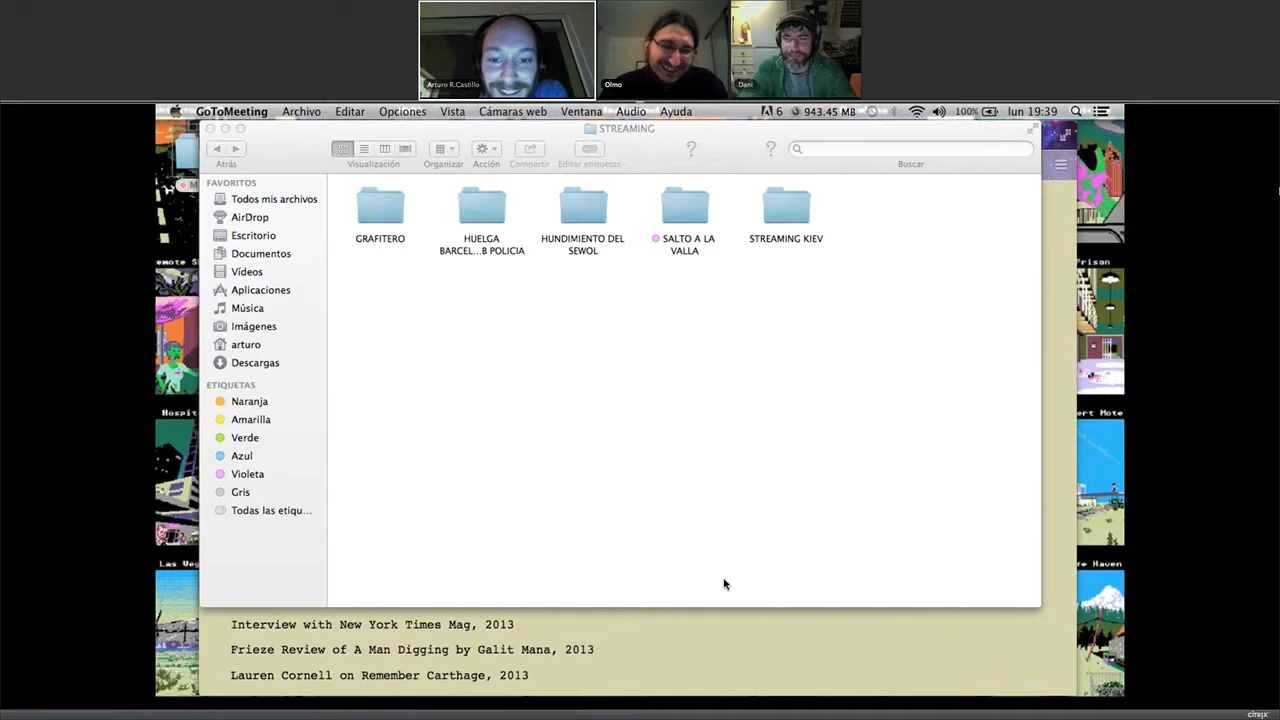 Arturo R.Castillo
Olmo
Dani
GoToMeeting Archivo Editar Opciones Vista Cámaras web Ventana Audio Ayuda 6 943.45 MB 100% lun 19:39
STREAMING
Atrás Visualización Organizar Acción Compartir Editar etiquetas ? ? Buscar
FAVORITOS
Todos mis archivos
AirDrop
Escritorio
Documentos
Vídeos
Aplicaciones
Música
Imágenes
arturo
Descargas
ETIQUETAS
Naranja
Amarilla
Verde
Azul
Violeta
Gris
Todas las etiqu...
GRAFITERO
HUELGA
BARCEL...B POLICIA
HUNDIMIENTO DEL
SEWOL
SALTO A LA
VALLA
STREAMING KIEV
Prison
Hospit
Las Ve
Interview with New York Times Mag, 2013
Frieze Review of A Man Digging by Galit Mana, 2013
Lauren Cornell on Remember Carthage, 2013
ert Mote
e Haven
citrix